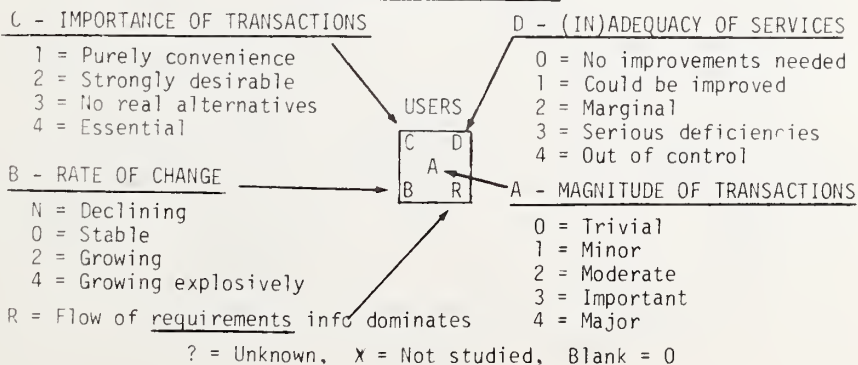 C - IMPORTANCE OF TRANSACTIONS
1 = Purely convenience
2 = Strongly desirable
3 = No real alternatives
4 = Essential
D - (IN)ADEQUACY OF SERVICES
0 = No improvements needed
1 = Could be improved
2 = Marginal
3 = Serious deficiencies
4 = Out of control
USERS
C D
A
B R
B - RATE OF CHANGE
N = Declining
0 = Stable
2 = Growing
4 = Growing explosively
A - MAGNITUDE OF TRANSACTIONS
0 = Trivial
1 = Minor
2 = Moderate
3 = Important
4 = Major
R = Flow of requirements info dominates
? = Unknown, X = Not studied, Blank = 0